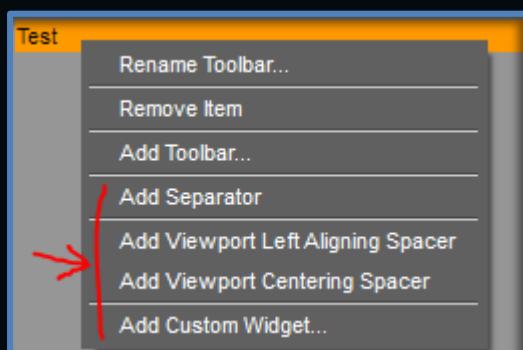 Test
Rename Toolbar...
Remove Item
Add Toolbar...
Add Separator
Add Viewport Left Aligning Spacer
Add Viewport Centering Spacer
Add Custom Widget...